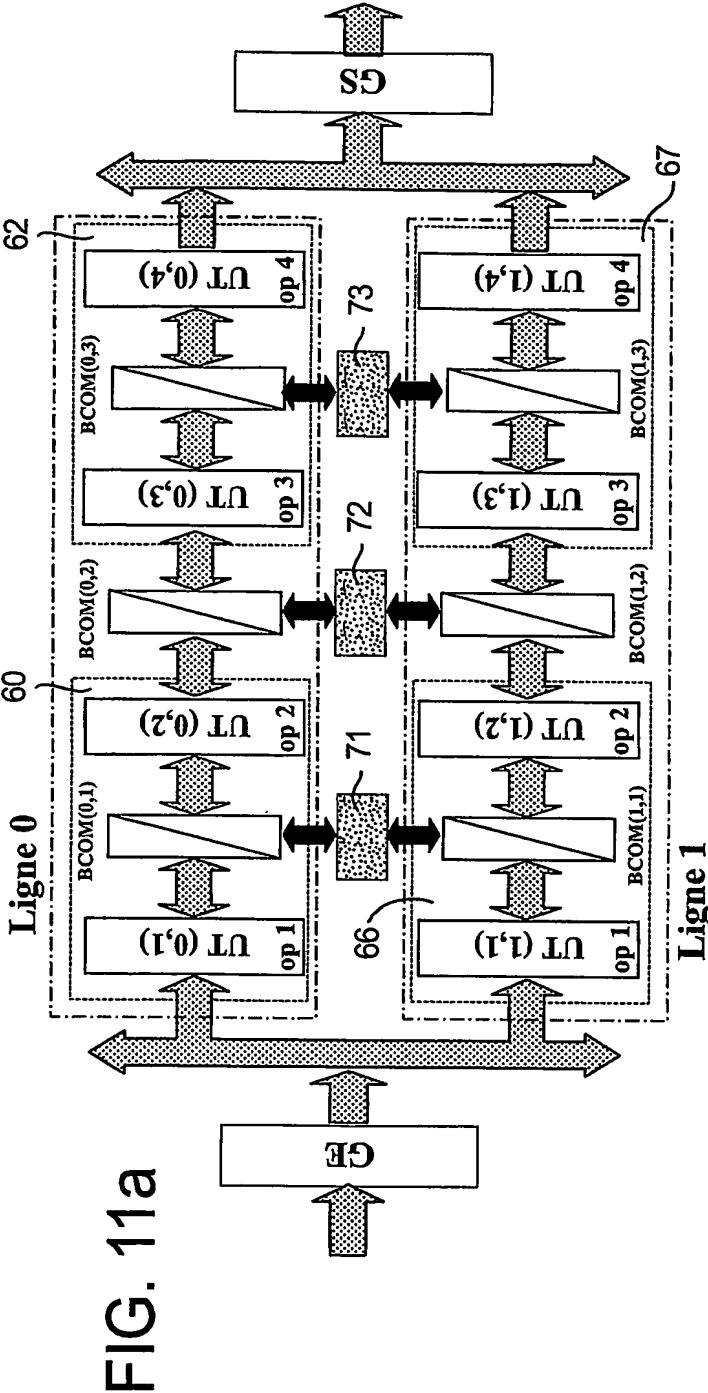 FIG. 11a
Ligne 0
60
62
BCOM(0,1)
BCOM(0,2)
BCOM(0,3)
GE
UT (0,1)
op 1
UT (0,2)
op 2
UT (0,3)
op 3
UT (0,4)
op 4
GS
71
72
73
66
67
UT (1,1)
op 1
UT (1,2)
op 2
UT (1,3)
op 3
UT (1,4)
op 4
BCOM(1,1)
BCOM(1,2)
BCOM(1,3)
Ligne 1